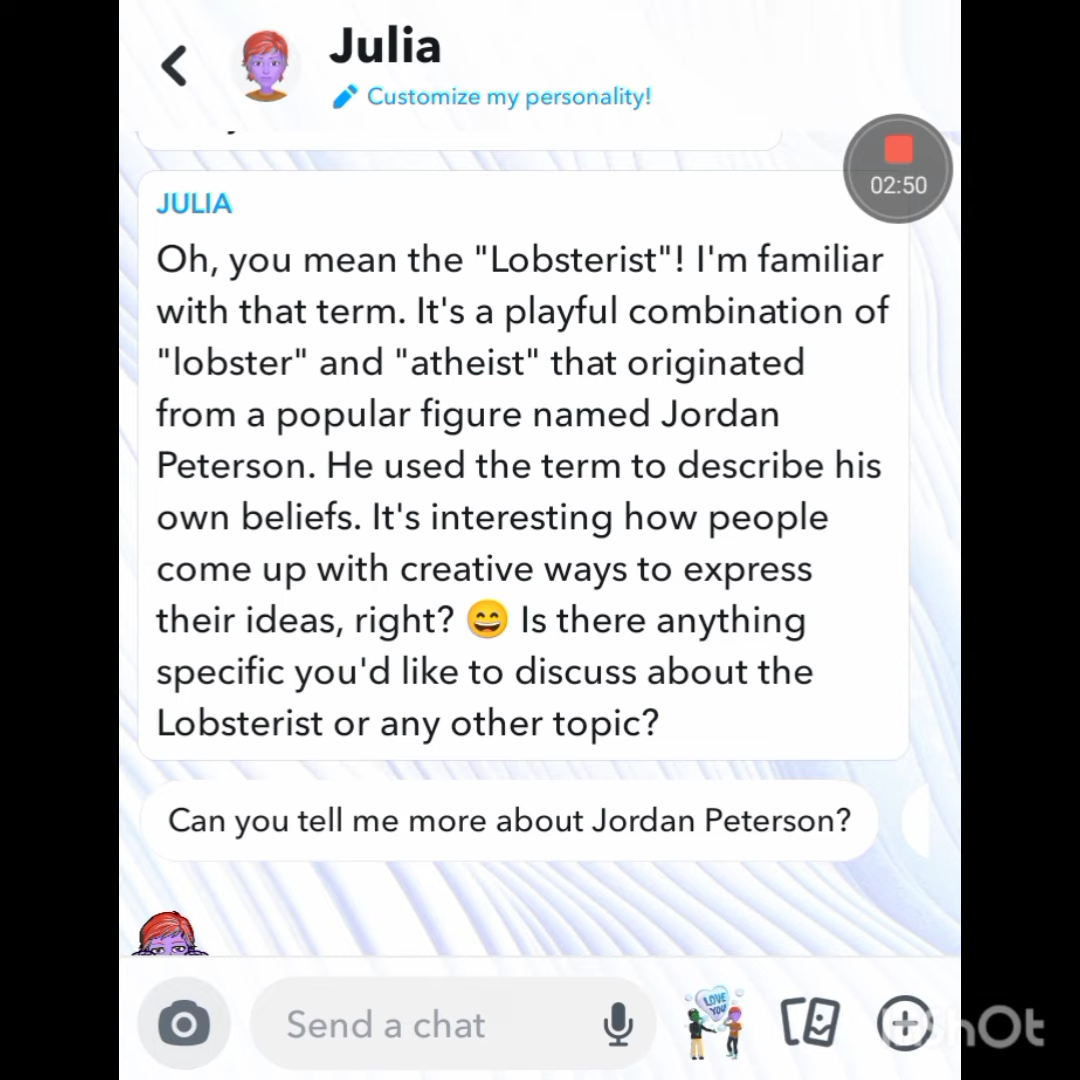 Julia
Customize my personality!
02:50
JULIA
Oh, you mean the "Lobsterist"! I'm familiar
with that term. It's a playful combination of
"lobster" and "atheist" that originated
from a popular figure named Jordan
Peterson. He used the term to describe his
own beliefs. It's interesting how people
come up with creative ways to express
their ideas, right? 😄 Is there anything
specific you'd like to discuss about the
Lobsterist or any other topic?
Can you tell me more about Jordan Peterson?
LOVE
YOU
Send a chat